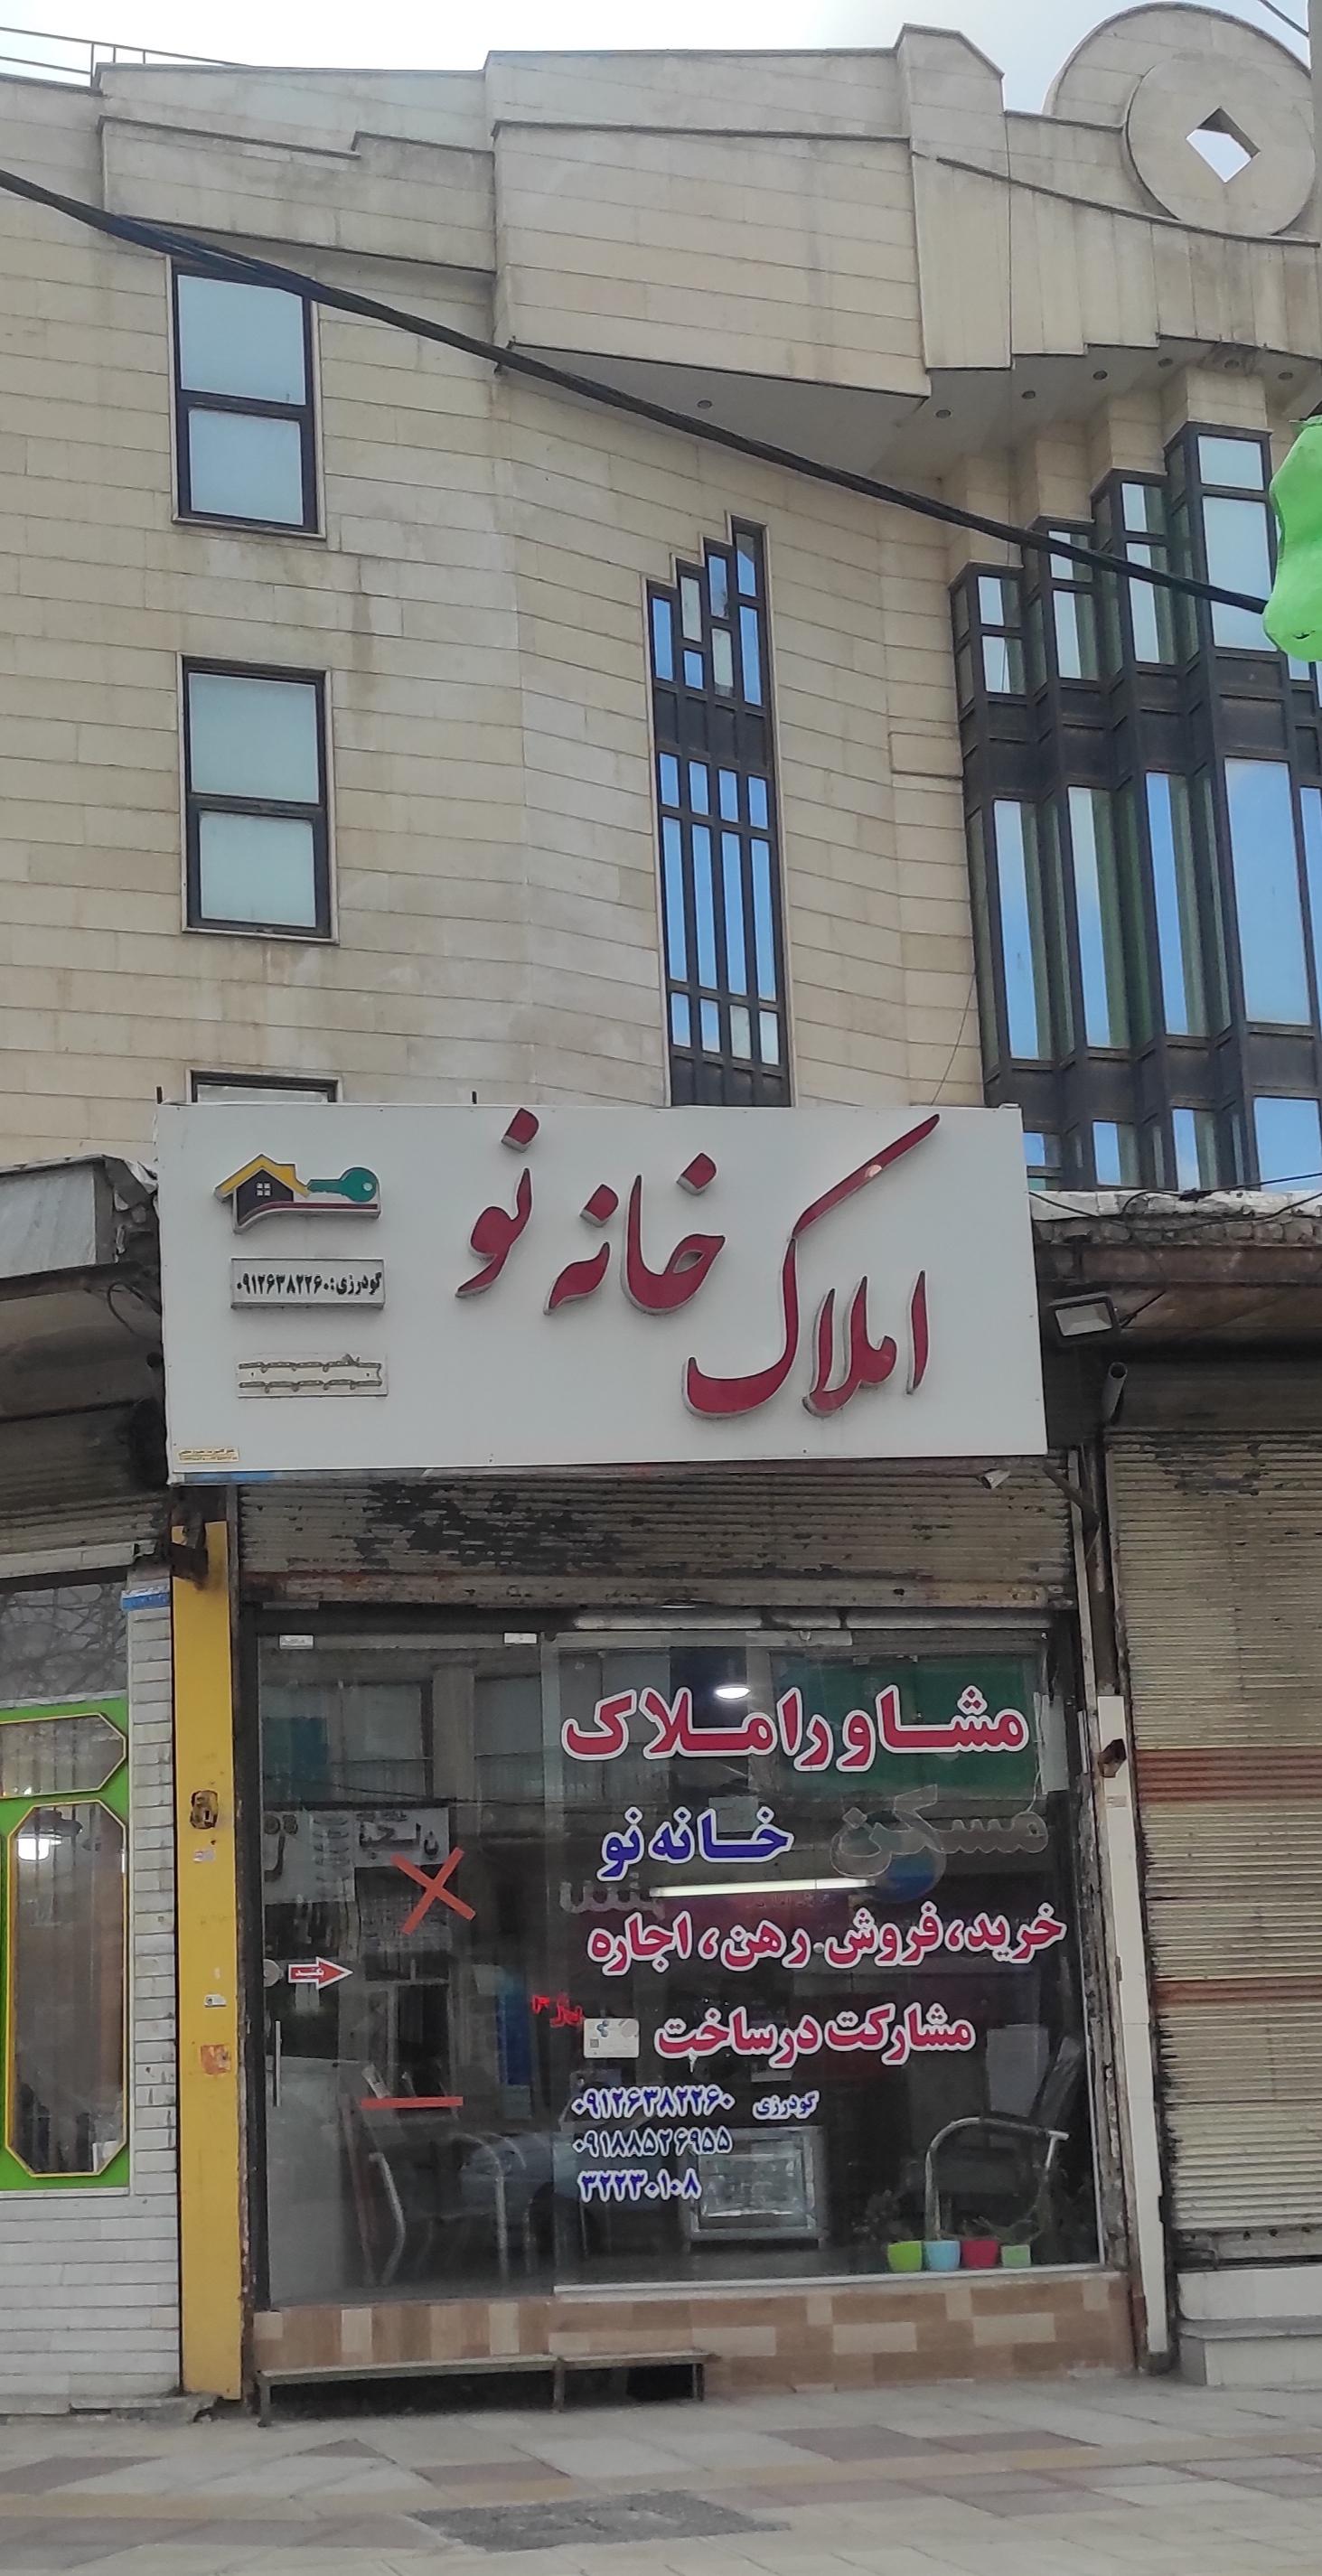 املاک خانه نو
گودرزی: ۰۹۱۲۶۳۸۲۲۶۰
مشاور املاک
مسکن
خانه نو
خرید، فروش رهن، اجاره
مشارکت در ساخت
گودرزی ۰۹۱۲۶۳۸۲۲۶۰
۰۹۱۸۸۵۲۶۹۵۵
۳۲۲۳۰۱۰۸